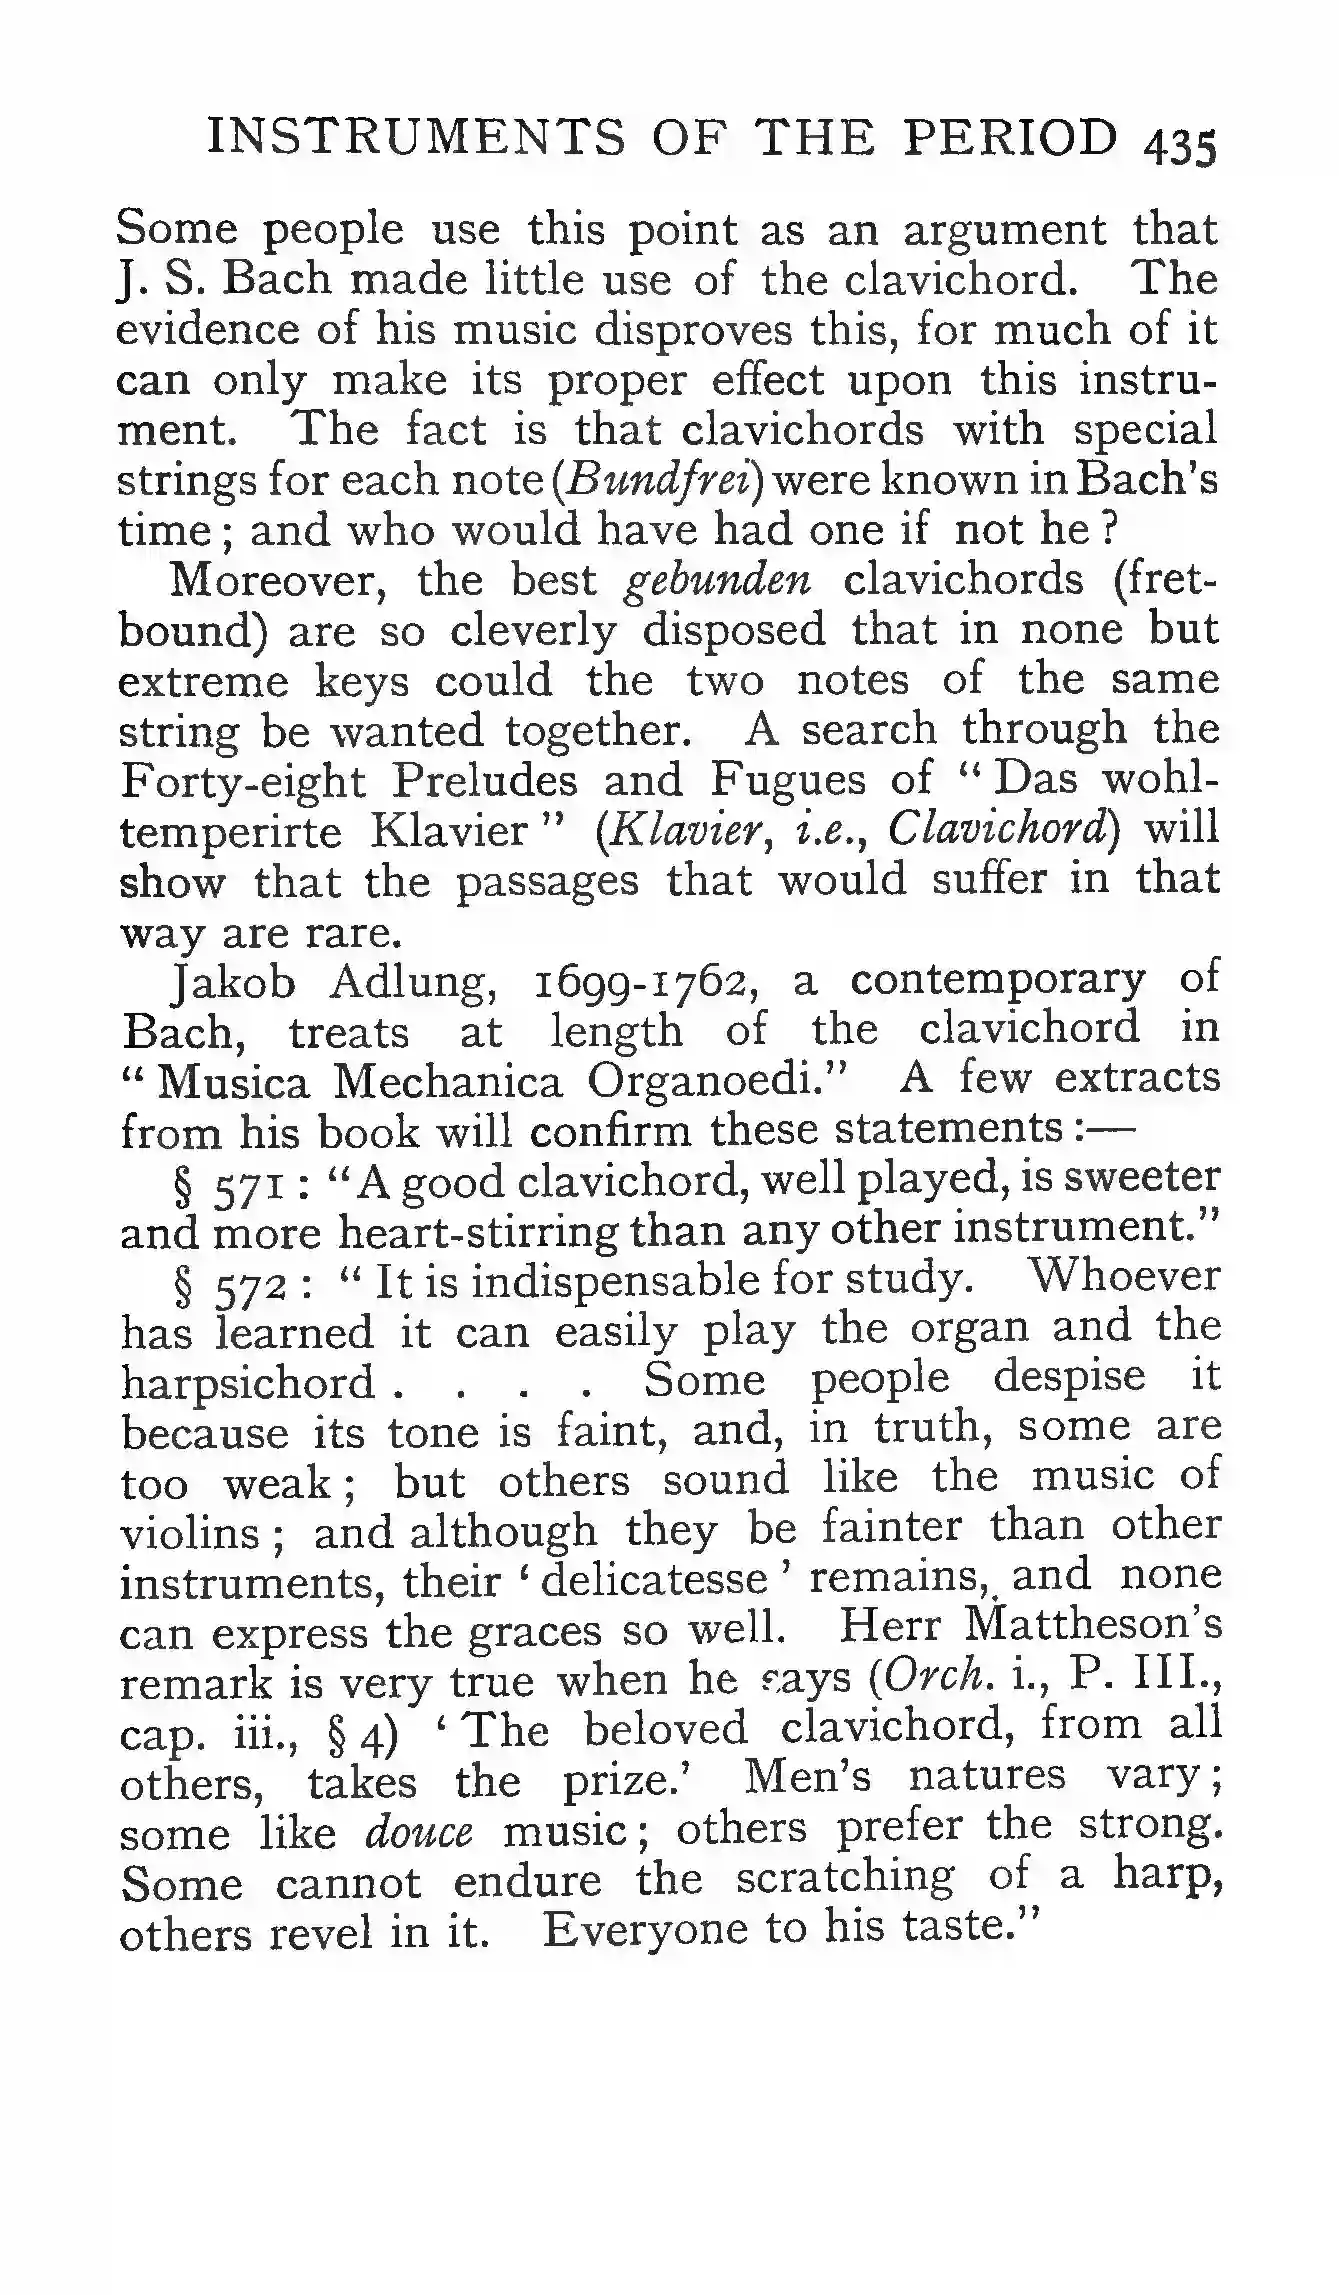 INSTRUMENTS OF THE PERIOD 435
Some people use this point as an argument that
J. S. Bach made little use of the clavichord. The
evidence of his music disproves this, for much of it
can only make its proper effect upon this instru-
ment. The fact is that clavichords with special
strings for each note (Bundfrei) were known in Bach's
time; and who would have had one if not he?
Moreover, the best gebunden clavichords (fret-
bound) are so cleverly disposed that in none but
extreme keys could the two notes of the same
string be wanted together. A search through the
Forty-eight Preludes and Fugues of “Das wohl-
temperirte Klavier” (Klavier, i.e., Clavichord) will
show that the passages that would suffer in that
way are rare.
Jakob Adlung, 1699-1762, a contemporary of
Bach, treats at length of the clavichord in
“Musica Mechanica Organoedi.” A few extracts
from his book will confirm these statements:—
§ 571: “A good clavichord, well played, is sweeter
and more heart-stirring than any other instrument.”
§ 572: “It is indispensable for study. Whoever
has learned it can easily play the organ and the
harpsichord . . . . Some people despise it
because its tone is faint, and, in truth, some are
too weak; but others sound like the music of
violins; and although they be fainter than other
instruments, their ‘delicatesse’ remains, and none
can express the graces so well. Herr Mattheson's
remark is very true when he says (Orch. i., P. III.,
cap. iii., § 4) ‘The beloved clavichord, from all
others, takes the prize.’ Men's natures vary;
some like douce music; others prefer the strong.
Some cannot endure the scratching of a harp,
others revel in it. Everyone to his taste.”